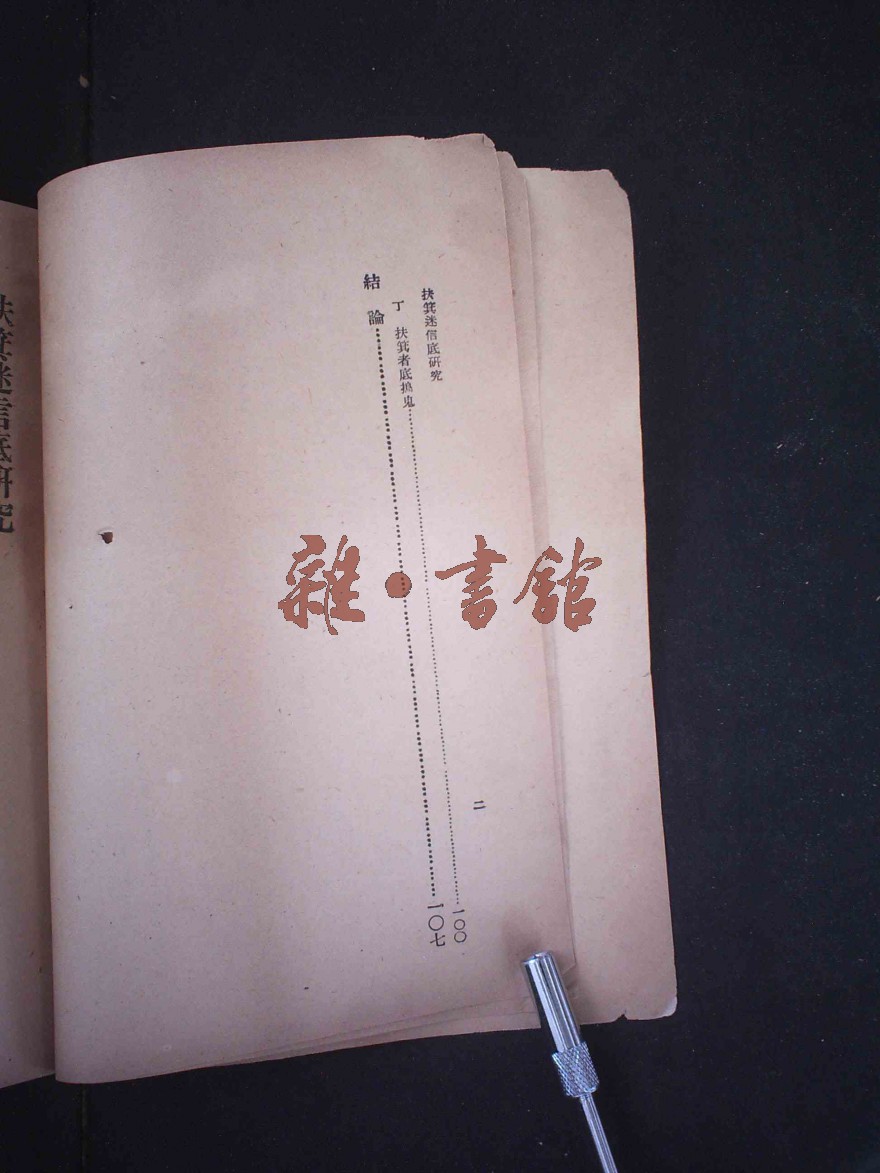 扶箕迷信底研究
二
丁 扶箕者底搗鬼……一〇〇
結 論……一〇七
扶箕迷信底研究
雜•書舘